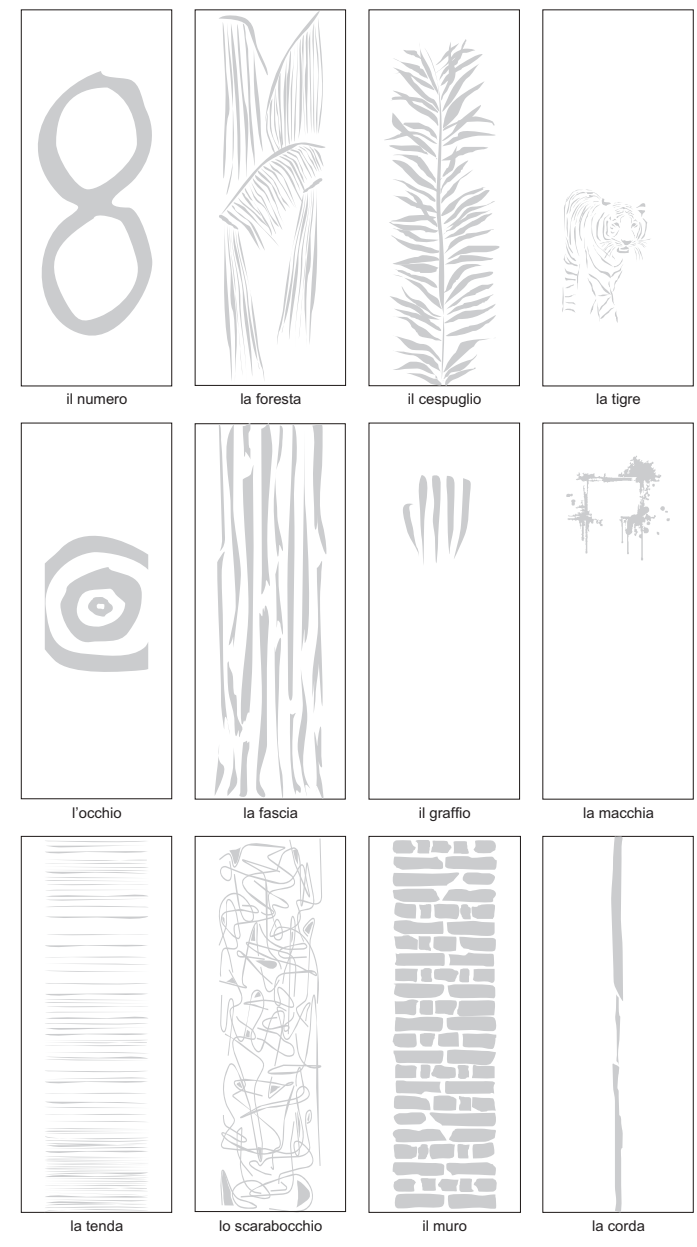 il numero
la foresta
il cespuglio
la tigre
l'occhio
la fascia
il graffio
la macchia
la tenda
lo scarabocchio
il muro
la corda